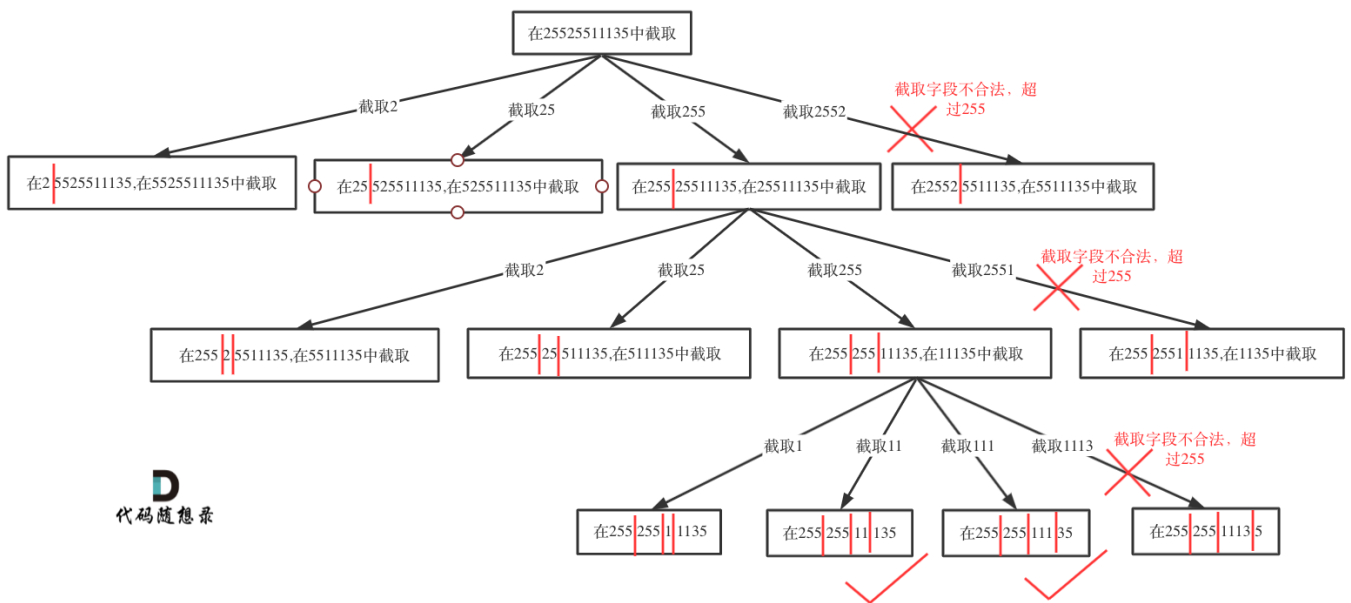 在25525511135中截取
截取2
截取25
截取255
截取2552
截取字段不合法，超
过255
在2 5525511135,在5525511135中截取
在25 525511135,在525511135中截取
在255 25511135,在25511135中截取
在2552 5511135,在5511135中截取
截取2
截取25
截取255
截取2551
截取字段不合法，超
过255
在255 2 5511135,在5511135中截取
在255 25 511135,在511135中截取
在255 255 11135,在11135中截取
在255 2551 1135,在1135中截取
截取1
截取11
截取111
截取1113
截取字段不合法，超
过255
代码随想录
在255 255 1 1135
在255 255 11 135
在255 255 111 35
在255 255 1113 5